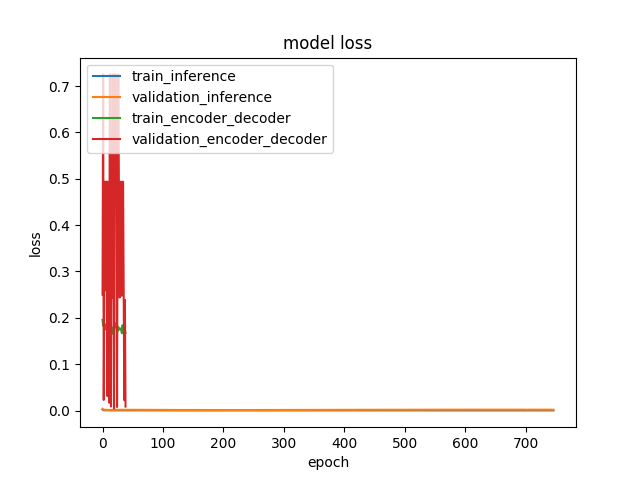 model loss
train_inference
validation_inference
train_encoder_decoder
validation_encoder_decoder
loss
0.7
0.6
0.5
0.4
0.3
0.2
0.1
0.0
0 100 200 300 400 500 600 700
epoch